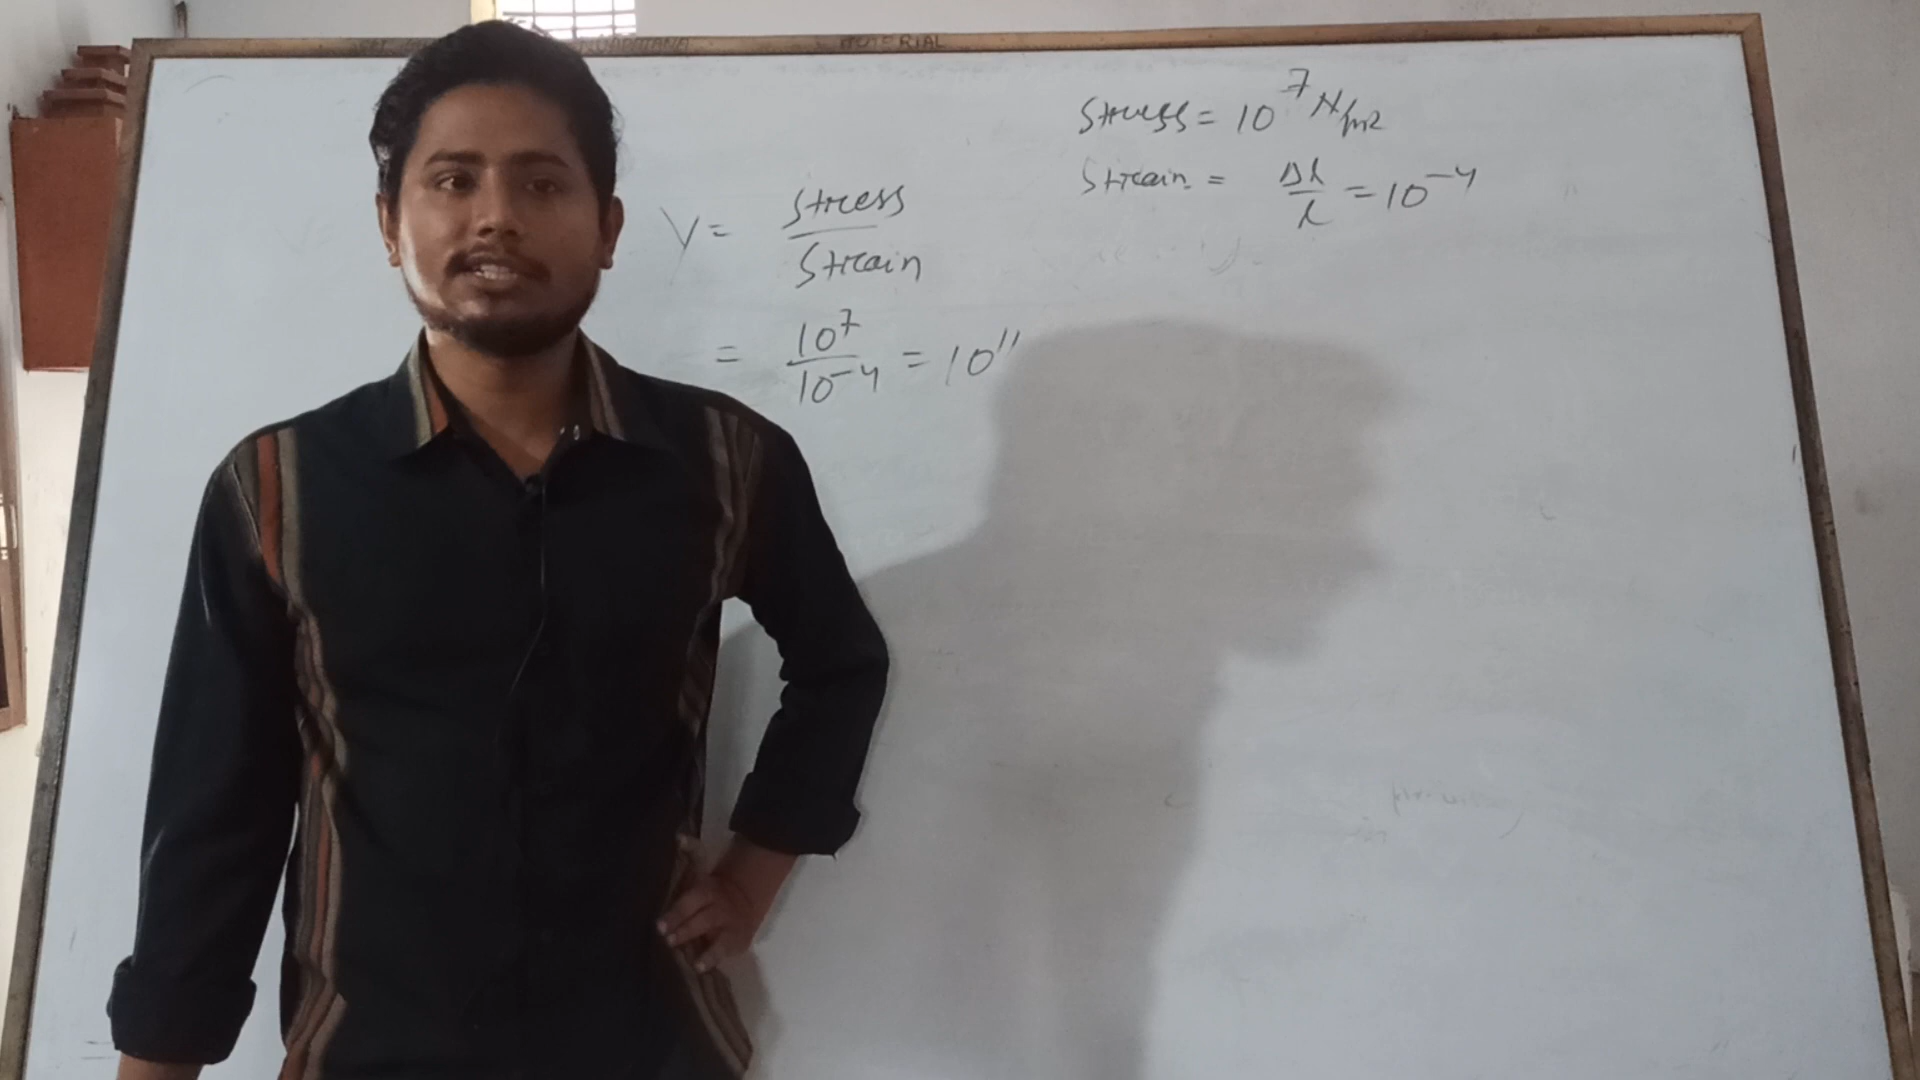 Stress = 10⁷ N/m2
Strain = Δl/l = 10⁻⁴
Y = Stress/Strain
= 10⁷/10⁻⁴ = 10¹¹